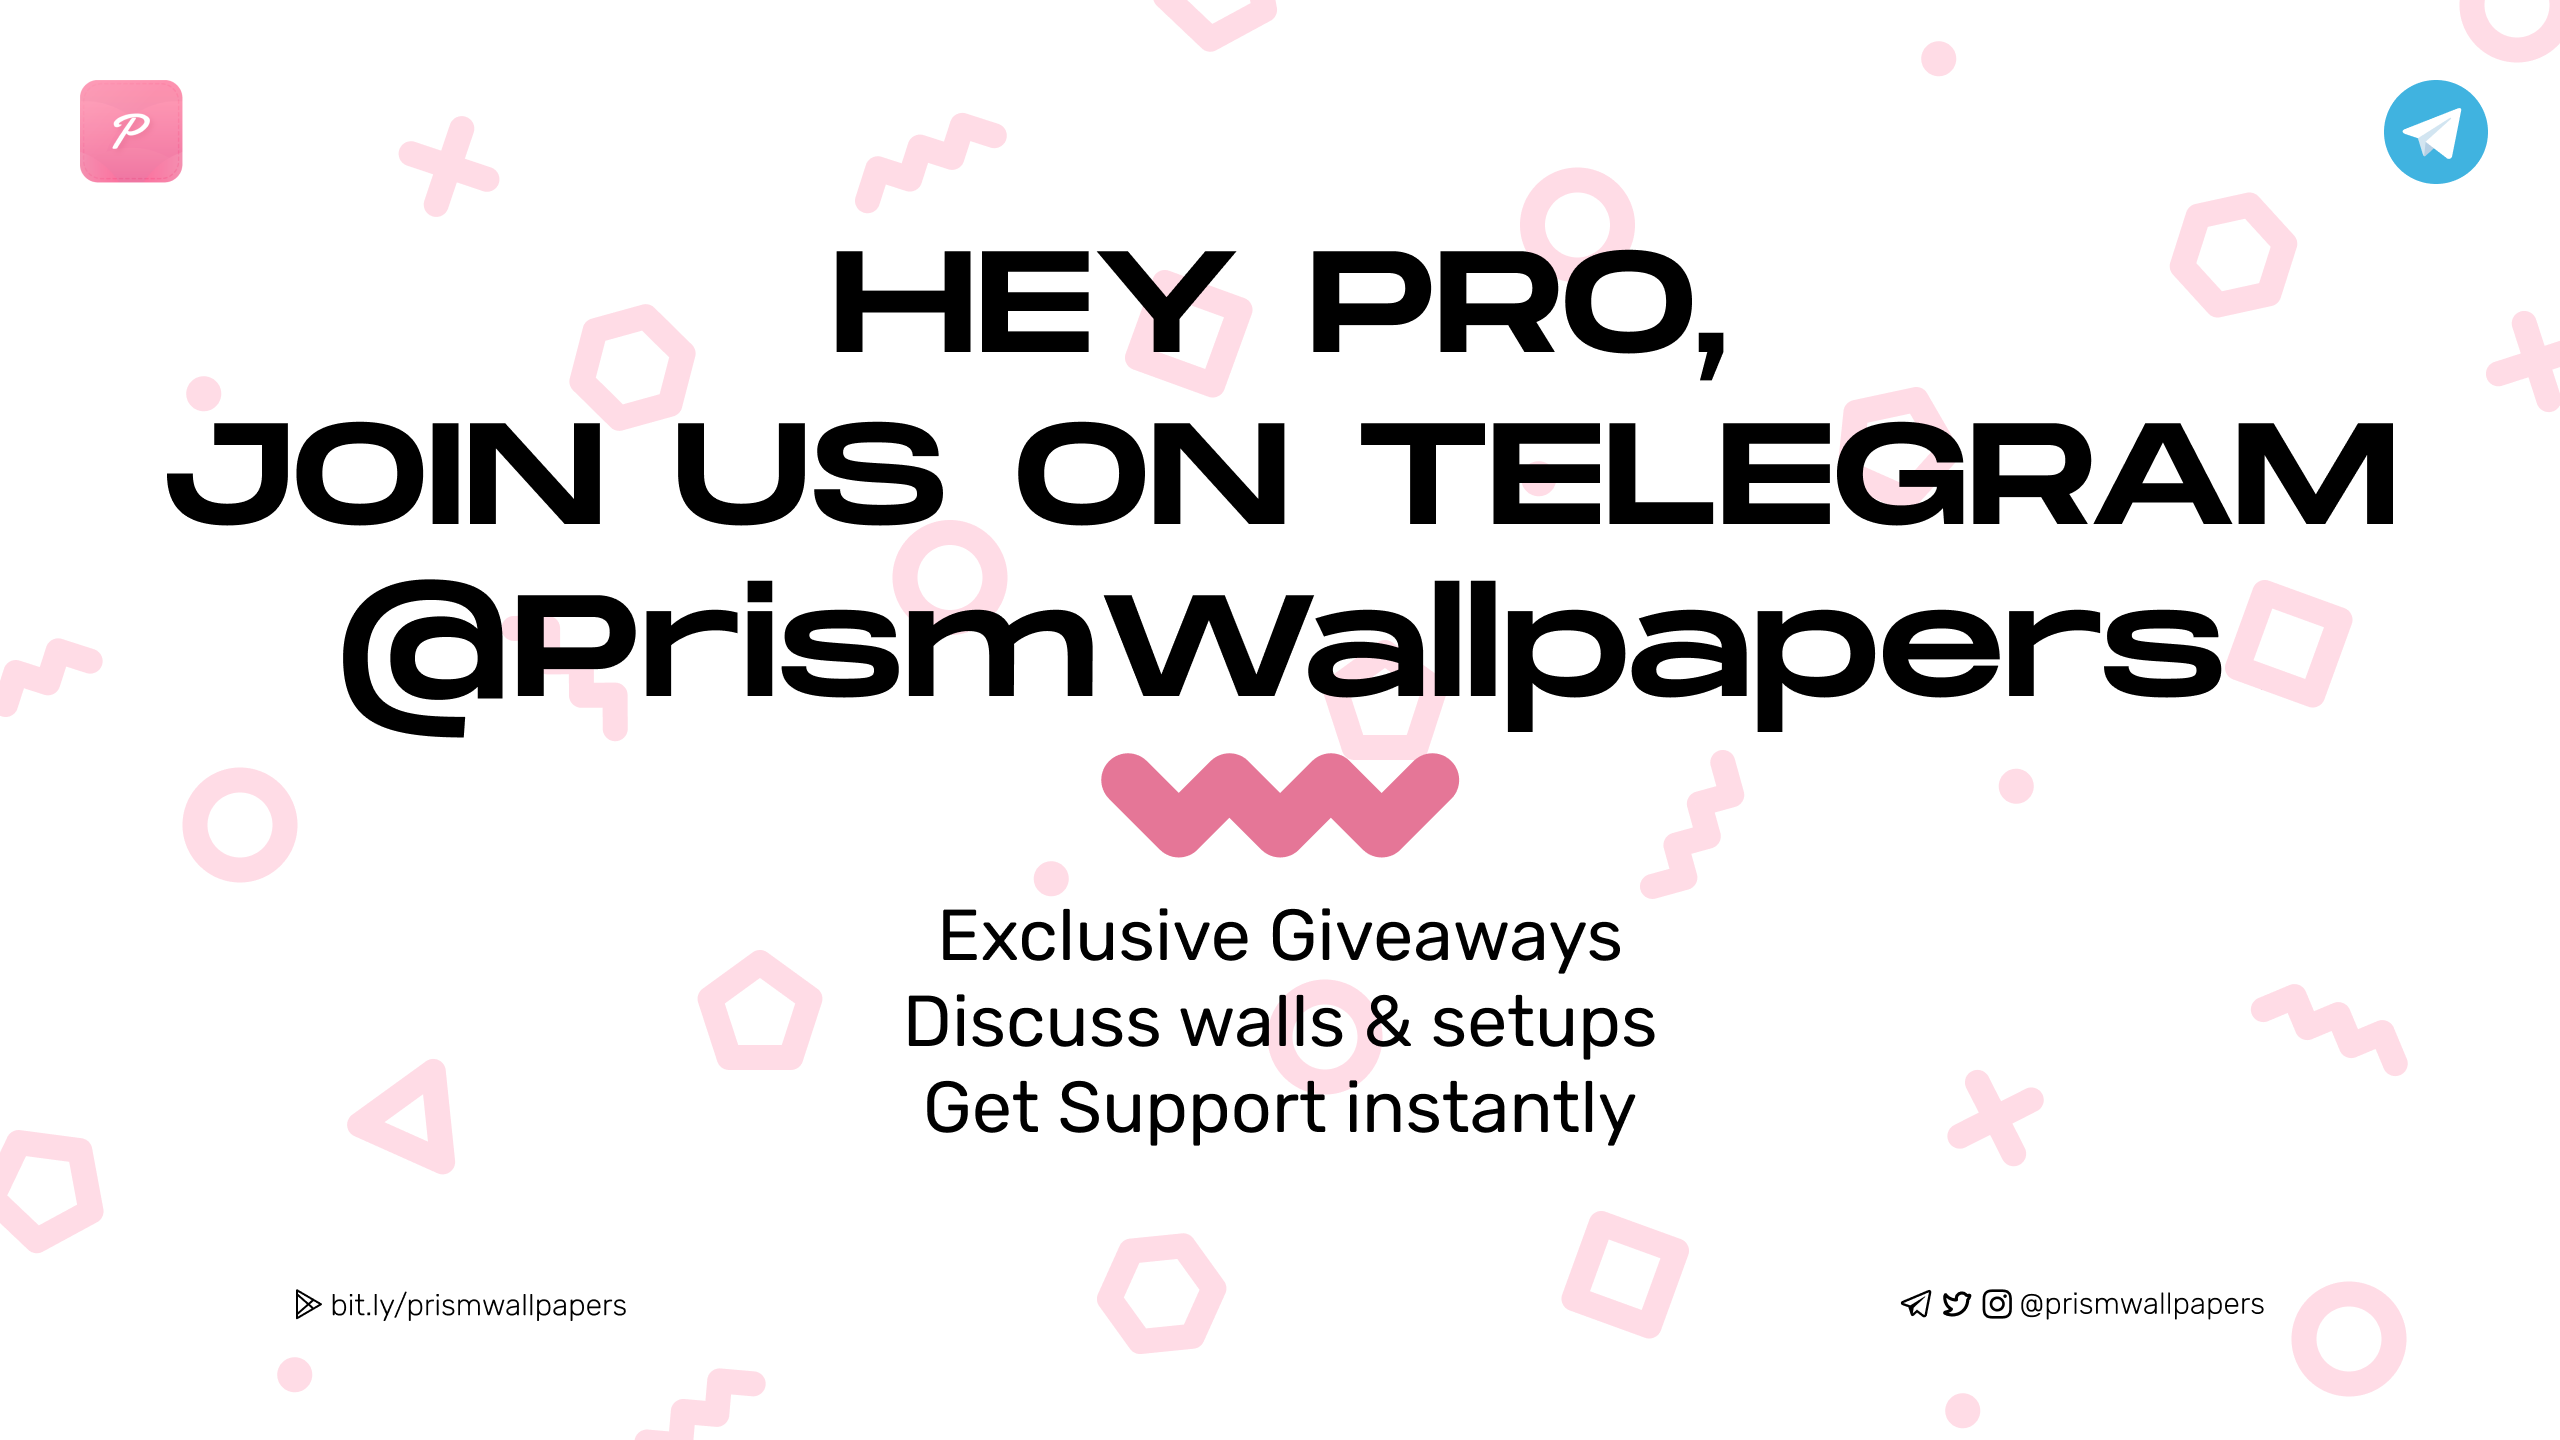 P
HEY PRO,
JOIN US ON TELEGRAM
@PrismWallpapers
Exclusive Giveaways
Discuss walls & setups
Get Support instantly
bit.ly/prismwallpapers
@prismwallpapers